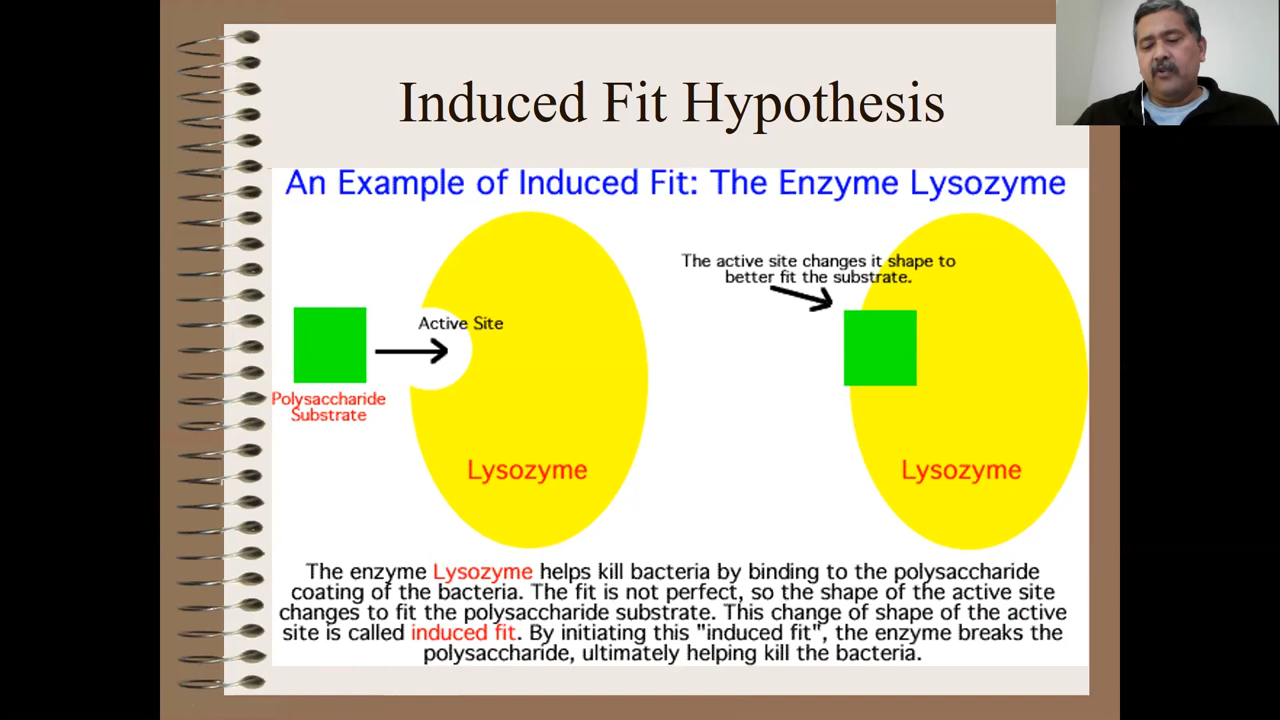 Induced Fit Hypothesis
An Example of Induced Fit: The Enzyme Lysozyme
The active site changes it shape to
better fit the substrate.
Active Site
Polysaccharide
Substrate
Lysozyme
Lysozyme
The enzyme Lysozyme helps kill bacteria by binding to the polysaccharide
coating of the bacteria. The fit is not perfect, so the shape of the active site
changes to fit the polysaccharide substrate. This change of shape of the active
site is called induced fit. By initiating this "induced fit", the enzyme breaks the
polysaccharide, ultimately helping kill the bacteria.